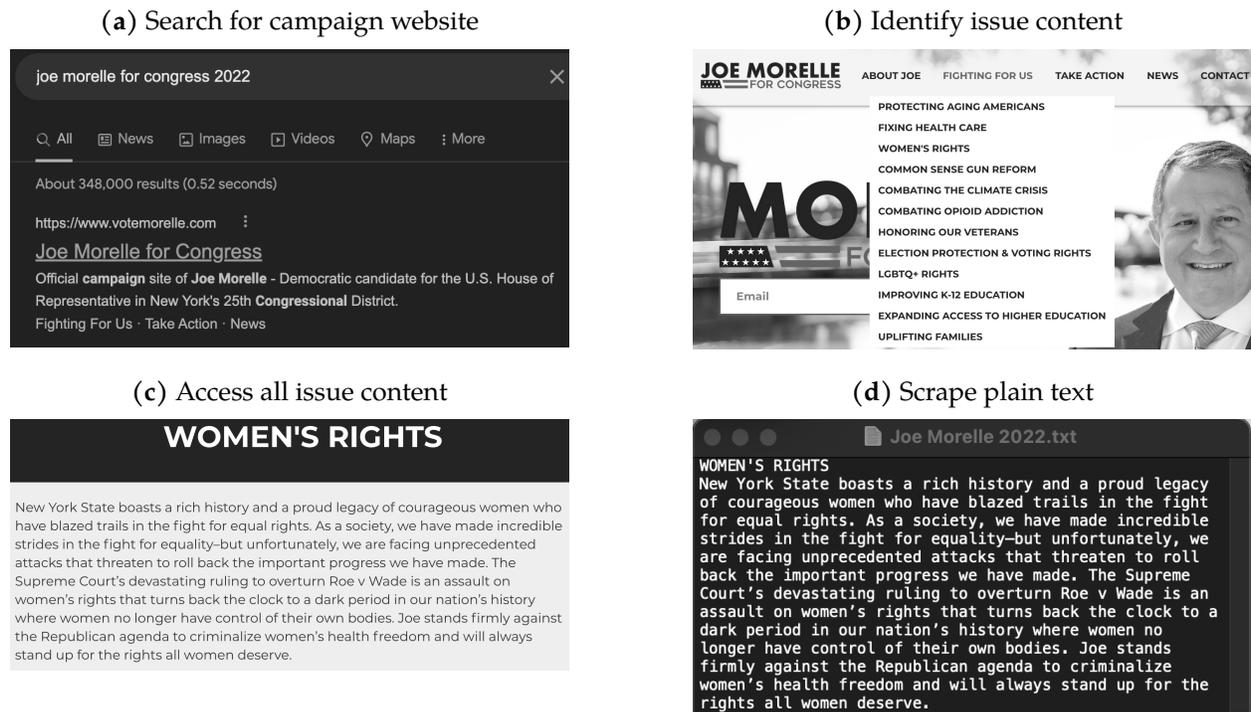 (a) Search for campaign website
joe morelle for congress 2022
All News Images Videos Maps More
About 348,000 results (0.52 seconds)
https://www.votemorelle.com
Joe Morelle for Congress
Official campaign site of Joe Morelle - Democratic candidate for the U.S. House of
Representative in New York's 25th Congressional District.
Fighting For Us · Take Action · News
(b) Identify issue content
JOE MORELLE
FOR CONGRESS
ABOUT JOE FIGHTING FOR US TAKE ACTION NEWS CONTACT
PROTECTING AGING AMERICANS
FIXING HEALTH CARE
WOMEN'S RIGHTS
COMMON SENSE GUN REFORM
COMBATING THE CLIMATE CRISIS
COMBATING OPIOID ADDICTION
HONORING OUR VETERANS
ELECTION PROTECTION & VOTING RIGHTS
LGBTQ+ RIGHTS
IMPROVING K-12 EDUCATION
EXPANDING ACCESS TO HIGHER EDUCATION
UPLIFTING FAMILIES
MO
F
Email
(c) Access all issue content
WOMEN'S RIGHTS
New York State boasts a rich history and a proud legacy of courageous women who
have blazed trails in the fight for equal rights. As a society, we have made incredible
strides in the fight for equality–but unfortunately, we are facing unprecedented
attacks that threaten to roll back the important progress we have made. The
Supreme Court's devastating ruling to overturn Roe v Wade is an assault on
women's rights that turns back the clock to a dark period in our nation's history
where women no longer have control of their own bodies. Joe stands firmly against
the Republican agenda to criminalize women's health freedom and will always
stand up for the rights all women deserve.
(d) Scrape plain text
Joe Morelle 2022.txt
WOMEN'S RIGHTS
New York State boasts a rich history and a proud legacy
of courageous women who have blazed trails in the fight
for equal rights. As a society, we have made incredible
strides in the fight for equality–but unfortunately, we
are facing unprecedented attacks that threaten to roll
back the important progress we have made. The Supreme
Court's devastating ruling to overturn Roe v Wade is an
assault on women's rights that turns back the clock to a
dark period in our nation's history where women no
longer have control of their own bodies. Joe stands
firmly against the Republican agenda to criminalize
women's health freedom and will always stand up for the
rights all women deserve.